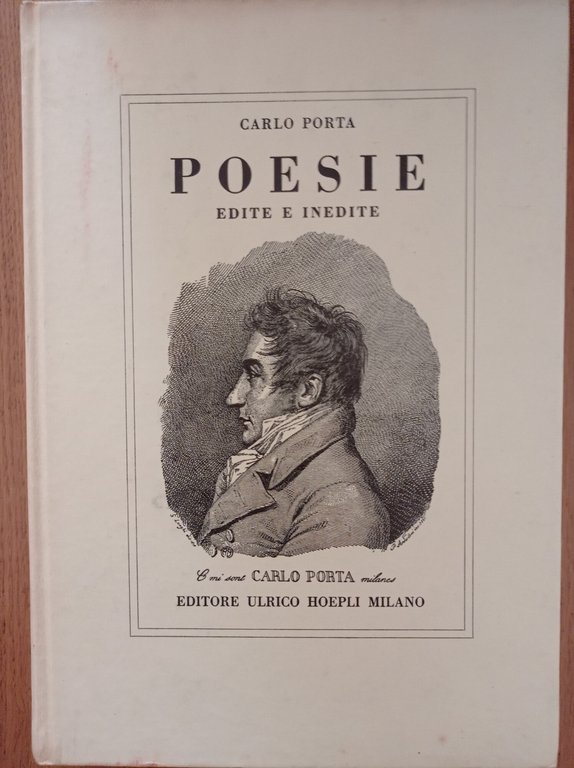 CARLO PORTA
POESIE
EDITE E INEDITE
E mi sont CARLO PORTA milanes
EDITORE ULRICO HOEPLI MILANO